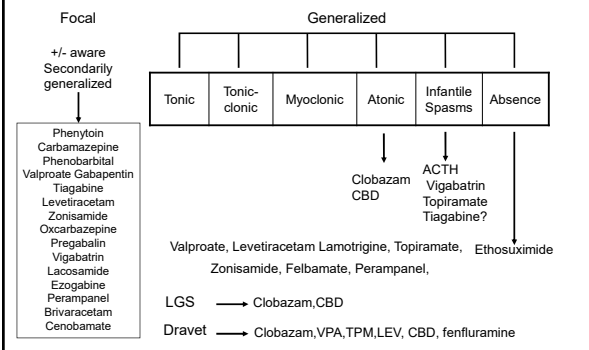 Focal
+/- aware
Secondarily
generalized
Phenytoin
Carbamazepine
Phenobarbital
Valproate Gabapentin
Tiagabine
Levetiracetam
Zonisamide
Oxcarbazepine
Pregabalin
Vigabatrin
Lacosamide
Ezogabine
Perampanel
Brivaracetam
Cenobamate
Generalized
Tonic
Tonic-
clonic
Myoclonic
Atonic
Infantile
Spasms
Absence
Clobazam
CBD
ACTH
Vigabatrin
Topiramate
Tiagabine?
Ethosuximide
Valproate, Levetiracetam Lamotrigine, Topiramate,
Zonisamide, Felbamate, Perampanel,
LGS
Clobazam,CBD
Dravet
Clobazam,VPA,TPM,LEV, CBD, fenfluramine